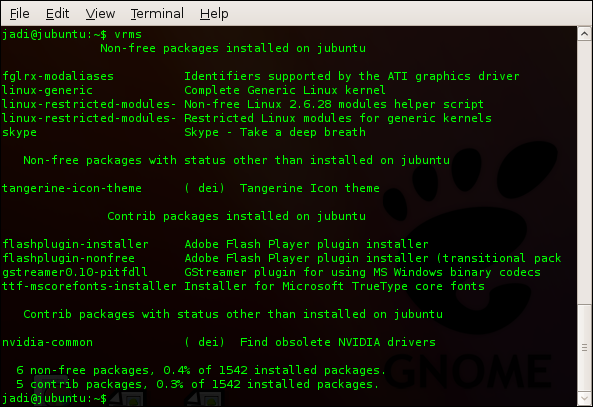 File Edit View Terminal Help
jadi@jubuntu:~$ vrms
Non-free packages installed on jubuntu
fglrx-modaliases Identifiers supported by the ATI graphics driver
linux-generic Complete Generic Linux kernel
linux-restricted-modules- Non-free Linux 2.6.28 modules helper script
linux-restricted-modules- Restricted Linux modules for generic kernels
skype Skype - Take a deep breath
Non-free packages with status other than installed on jubuntu
tangerine-icon-theme ( dei) Tangerine Icon theme
Contrib packages installed on jubuntu
flashplugin-installer Adobe Flash Player plugin installer
flashplugin-nonfree Adobe Flash Player plugin installer (transitional pack
gstreamer0.10-pitfdll GStreamer plugin for using MS Windows binary codecs
ttf-mscorefonts-installer Installer for Microsoft TrueType core fonts
Contrib packages with status other than installed on jubuntu
nvidia-common ( dei) Find obsolete NVIDIA drivers
6 non-free packages, 0.4% of 1542 installed packages.
5 contrib packages, 0.3% of 1542 installed packages.
jadi@jubuntu:~$
GNOME